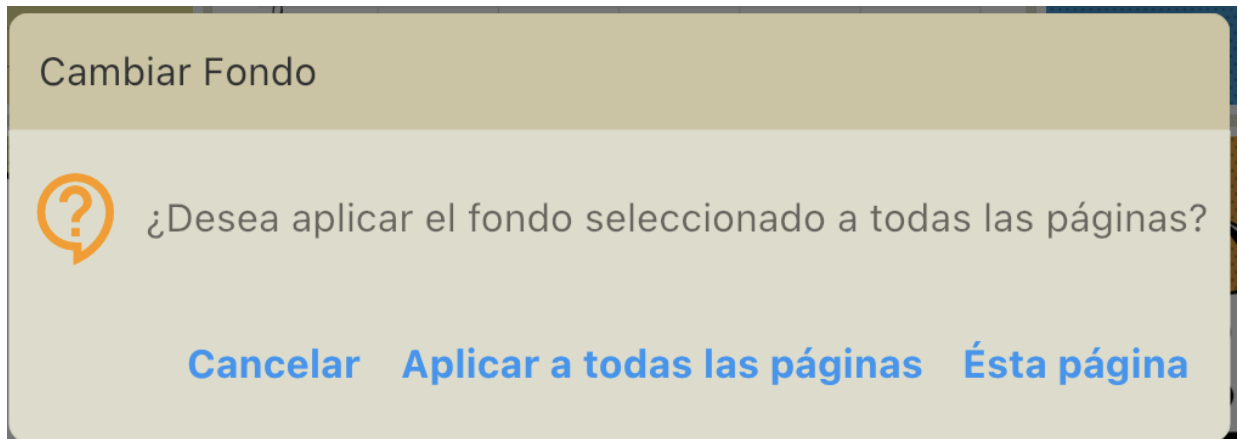 Cambiar Fondo
¿Desea aplicar el fondo seleccionado a todas las páginas?
Cancelar Aplicar a todas las páginas Ésta página